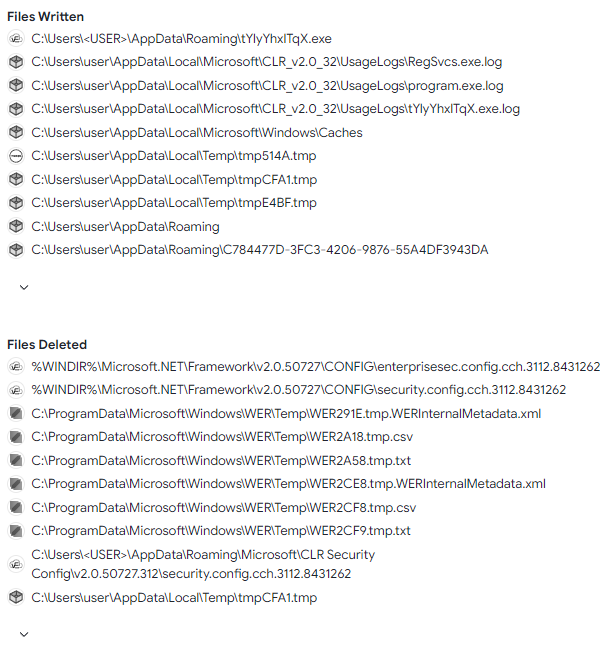 Files Written
C:\Users\<USER>\AppData\Roaming\tYIyYhxITqX.exe
C:\Users\user\AppData\Local\Microsoft\CLR_v2.0_32\UsageLogs\RegSvcs.exe.log
C:\Users\user\AppData\Local\Microsoft\CLR_v2.0_32\UsageLogs\program.exe.log
C:\Users\user\AppData\Local\Microsoft\CLR_v2.0_32\UsageLogs\tYIyYhxITqX.exe.log
C:\Users\user\AppData\Local\Microsoft\Windows\Caches
C:\Users\user\AppData\Local\Temp\tmp514A.tmp
C:\Users\user\AppData\Local\Temp\tmpCFA1.tmp
C:\Users\user\AppData\Local\Temp\tmpE4BF.tmp
C:\Users\user\AppData\Roaming
C:\Users\user\AppData\Roaming\C784477D-3FC3-4206-9876-55A4DF3943DA
Files Deleted
%WINDIR%\Microsoft.NET\Framework\v2.0.50727\CONFIG\enterprisesec.config.cch.3112.8431262
%WINDIR%\Microsoft.NET\Framework\v2.0.50727\CONFIG\security.config.cch.3112.8431262
C:\ProgramData\Microsoft\Windows\WER\Temp\WER291E.tmp.WERInternalMetadata.xml
C:\ProgramData\Microsoft\Windows\WER\Temp\WER2A18.tmp.csv
C:\ProgramData\Microsoft\Windows\WER\Temp\WER2A58.tmp.txt
C:\ProgramData\Microsoft\Windows\WER\Temp\WER2CE8.tmp.WERInternalMetadata.xml
C:\ProgramData\Microsoft\Windows\WER\Temp\WER2CF8.tmp.csv
C:\ProgramData\Microsoft\Windows\WER\Temp\WER2CF9.tmp.txt
C:\Users\<USER>\AppData\Roaming\Microsoft\CLR Security
Config\v2.0.50727.312\security.config.cch.3112.8431262
C:\Users\user\AppData\Local\Temp\tmpCFA1.tmp